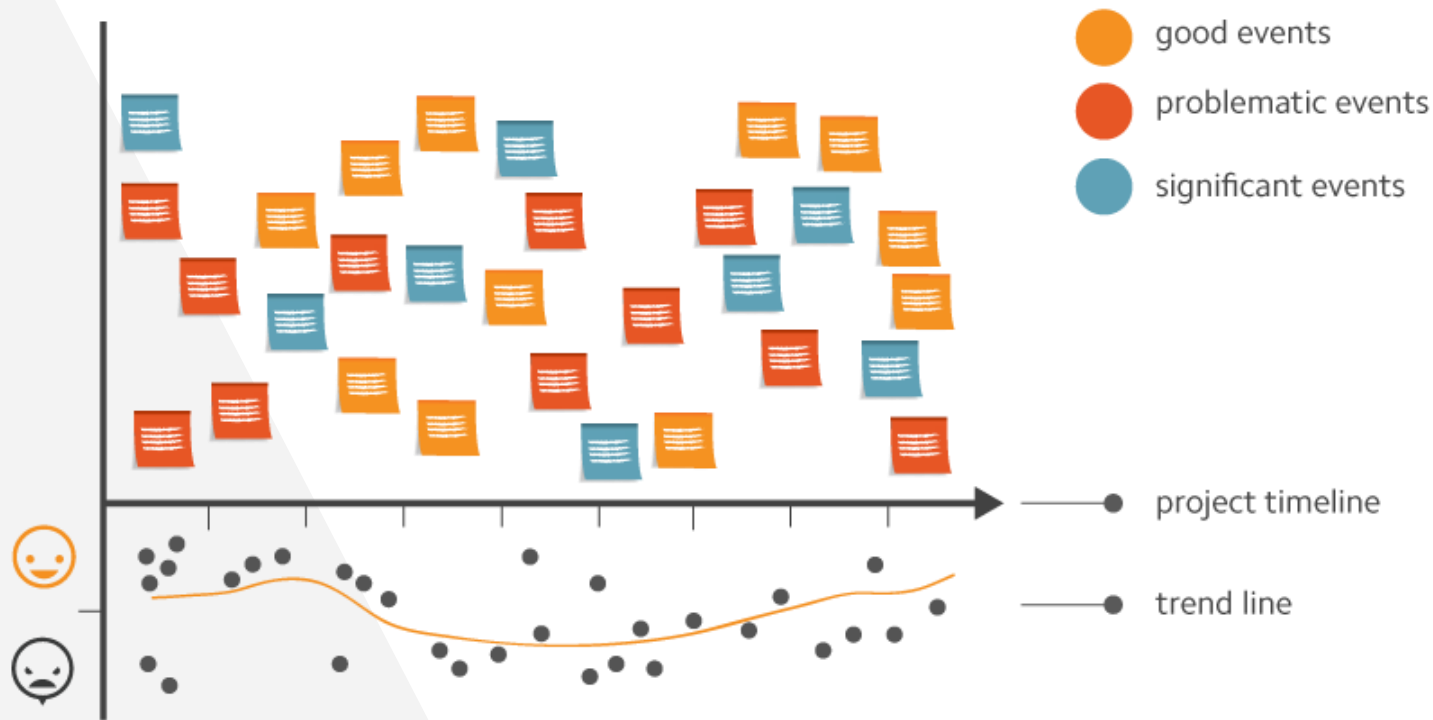 good events
problematic events
significant events
project timeline
trend line